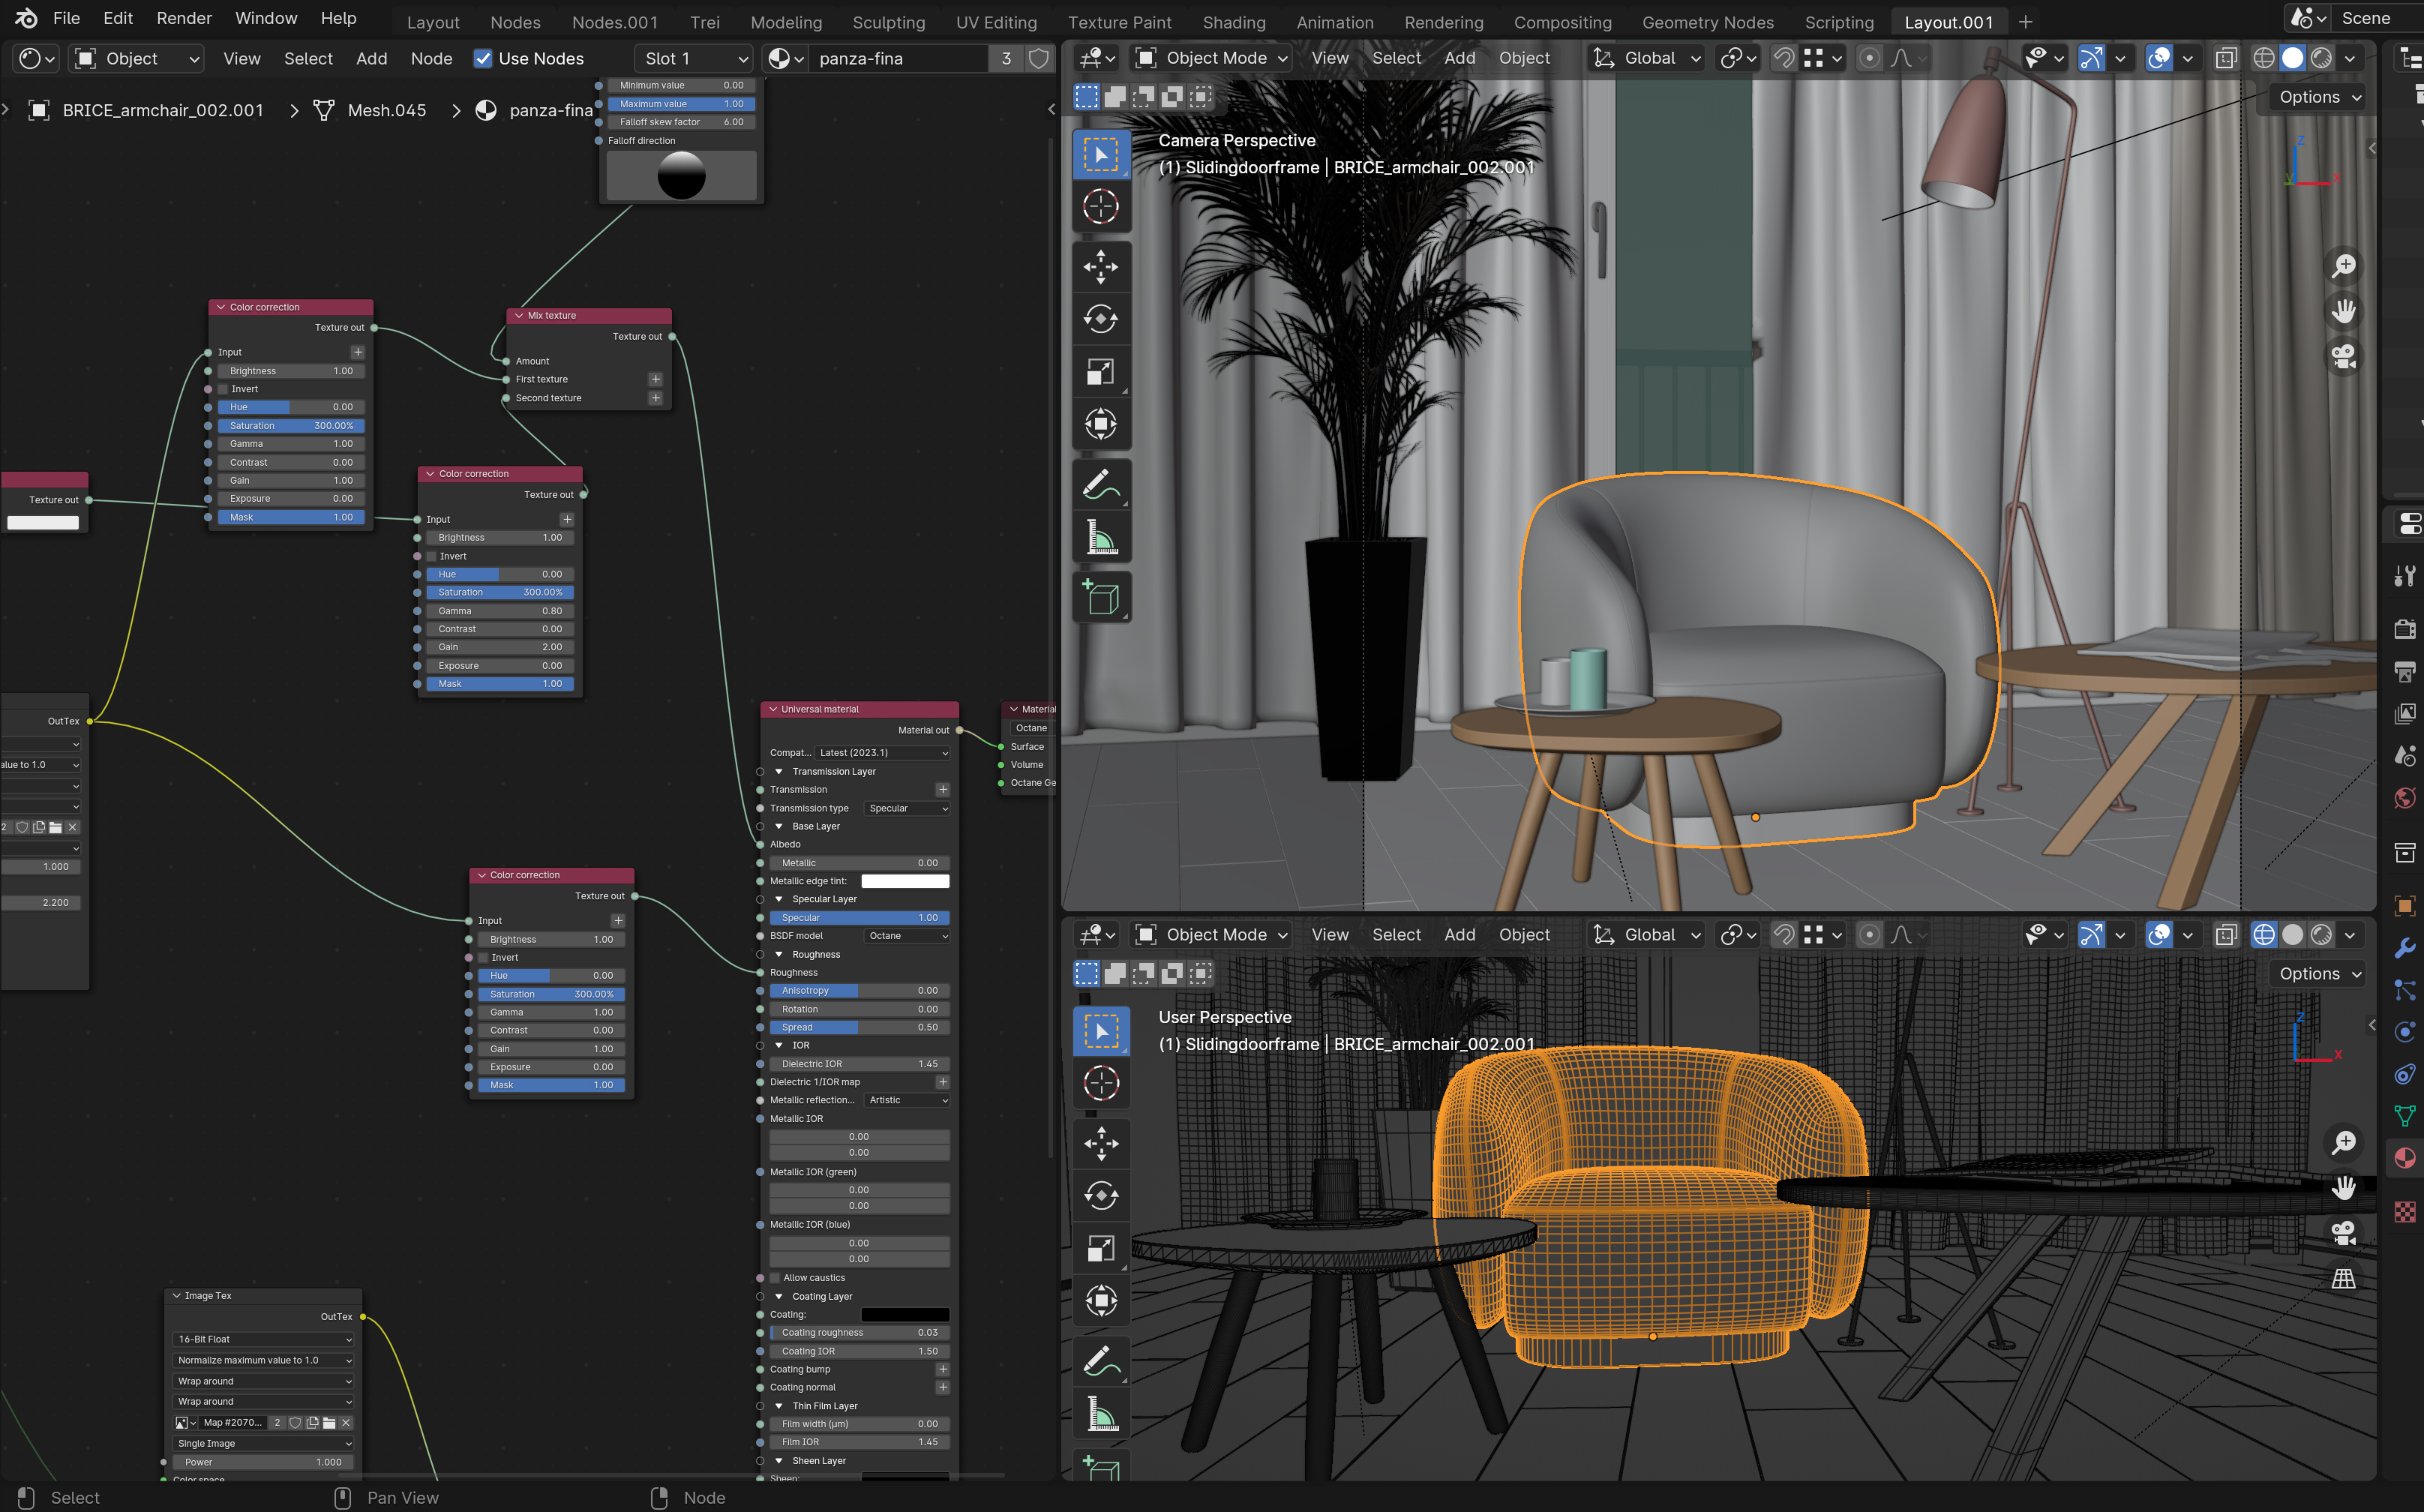 File Edit Render Window Help
Layout Nodes Nodes.001 Trei Modeling Sculpting UV Editing Texture Paint Shading Animation Rendering Compositing Geometry Nodes Scripting Layout.001 +
Scene
Object View Select Add Node Use Nodes Slot 1 panza-fina 3
BRICE_armchair_002.001 > Mesh.045 > panza-fina
Minimum value 0.00
Maximum value 1.00
Falloff skew factor 6.00
Falloff direction
Color correction
Texture out
Input
Brightness 1.00
Invert
Hue 0.00
Saturation 300.00%
Gamma 1.00
Contrast 0.00
Gain 1.00
Exposure 0.00
Mask 1.00
Mix texture
Texture out
Amount
First texture
Second texture
Texture out
Color correction
Texture out
Input
Brightness 1.00
Invert
Hue 0.00
Saturation 300.00%
Gamma 0.80
Contrast 0.00
Gain 2.00
Exposure 0.00
Mask 1.00
OutTex
alue to 1.0
2
1.000
2.200
Color correction
Texture out
Input
Brightness 1.00
Invert
Hue 0.00
Saturation 300.00%
Gamma 1.00
Contrast 0.00
Gain 1.00
Exposure 0.00
Mask 1.00
Image Tex
OutTex
16-Bit Float
Normalize maximum value to 1.0
Wrap around
Wrap around
Map #2070... 2
Single Image
Power 1.000
Color space
Universal material
Material out
Compat... Latest (2023.1)
Transmission Layer
Transmission
Transmission type Specular
Base Layer
Albedo
Metallic 0.00
Metallic edge tint:
Specular Layer
Specular 1.00
BSDF model Octane
Roughness
Roughness
Anisotropy 0.00
Rotation 0.00
Spread 0.50
IOR
Dielectric IOR 1.45
Dielectric 1/IOR map
Metallic reflection... Artistic
Metallic IOR
0.00
0.00
Metallic IOR (green)
0.00
0.00
Metallic IOR (blue)
0.00
0.00
Allow caustics
Coating Layer
Coating:
Coating roughness 0.03
Coating IOR 1.50
Coating bump
Coating normal
Thin Film Layer
Film width (μm) 0.00
Film IOR 1.45
Sheen Layer
Sheen:
Material
Octane
Surface
Volume
Octane Ge
Object Mode View Select Add Object Global
Options
Camera Perspective
(1) Slidingdoorframe | BRICE_armchair_002.001
Z
Y
X
Object Mode View Select Add Object Global
Options
User Perspective
(1) Slidingdoorframe | BRICE_armchair_002.001
Z
X
Select Pan View Node